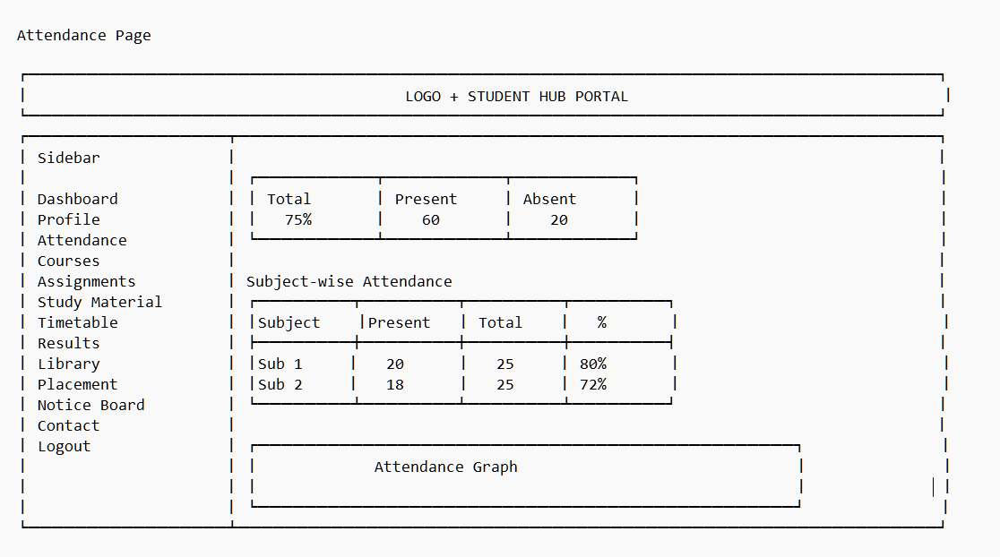 Attendance Page
LOGO + STUDENT HUB PORTAL
Sidebar
Dashboard
Profile
Attendance
Courses
Assignments
Study Material
Timetable
Results
Library
Placement
Notice Board
Contact
Logout
Total Present Absent
75% 60 20
Subject-wise Attendance
Subject Present Total %
Sub 1 20 25 80%
Sub 2 18 25 72%
Attendance Graph